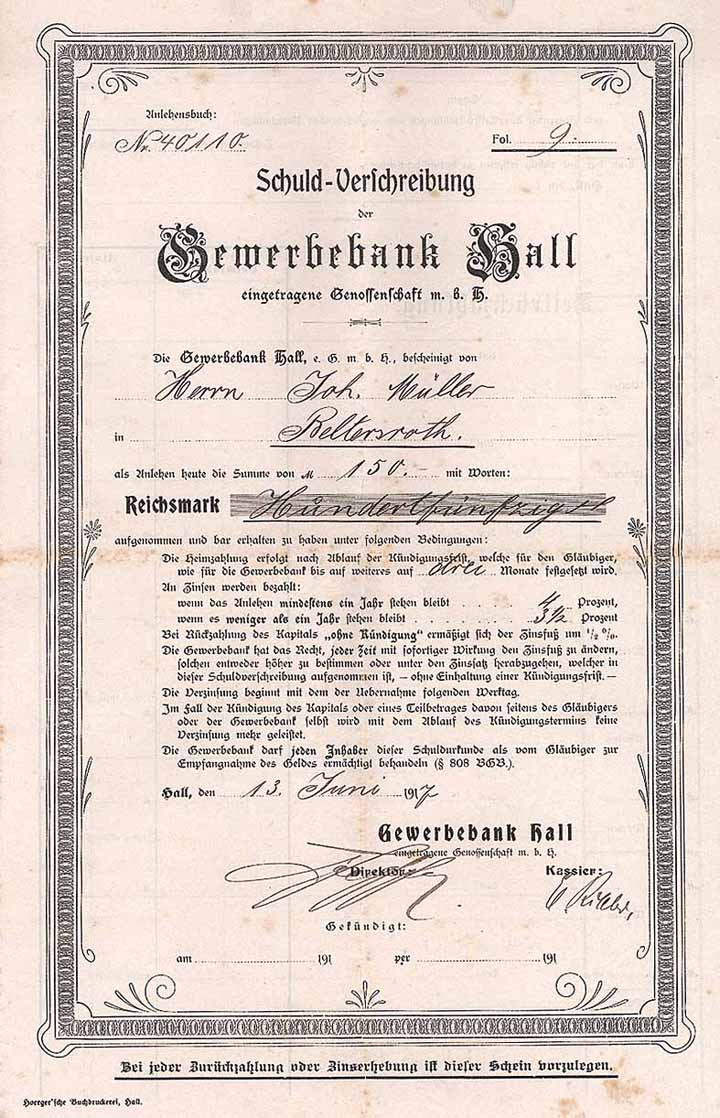 Anlehensbuch:
Nr. 40110.
Fol. 9.
Schuld-Verschreibung
der
Gewerbebank Hall
eingetragene Genossenschaft m. b. H.
Die Gewerbebank Hall, e. G. m. b. H., bescheinigt von
Herrn Joh. Müller
in Beltersroth.
als Anlehen heute die Summe von M 150.– mit Worten:
Reichsmark Hundertfünfzig
aufgenommen und bar erhalten zu haben unter folgenden Bedingungen:
Die Heimzahlung erfolgt nach Ablauf der Kündigungsfrist, welche für den Gläubiger,
wie für die Gewerbebank bis auf weiteres auf drei Monate festgesetzt wird.
An Zinsen werden bezahlt:
wenn das Anlehen mindestens ein Jahr stehen bleibt . . . . 4 Prozent,
wenn es weniger als ein Jahr stehen bleibt . . . . . . 3 1/2 Prozent
Bei Rückzahlung des Kapitals „ohne Kündigung“ ermäßigt sich der Zinsfuß um 1/2 %.
Die Gewerbebank hat das Recht, jeder Zeit mit sofortiger Wirkung den Zinsfuß zu ändern,
solchen entweder höher zu bestimmen oder unter den Zinssatz herabzugehen, welcher in
dieser Schuldverschreibung aufgenommen ist, – ohne Einhaltung einer Kündigungsfrist. –
Die Verzinsung beginnt mit dem der Uebernahme folgenden Werktag.
Im Fall der Kündigung des Kapitals oder eines Teilbetrages davon seitens des Gläubigers
oder der Gewerbebank selbst wird mit dem Ablauf des Kündigungstermins keine
Verzinsung mehr geleistet.
Die Gewerbebank darf jeden Inhaber dieser Schuldurkunde als vom Gläubiger zur
Empfangnahme des Geldes ermächtigt behandeln (§ 808 BGB.).
Hall, den 13. Juni 1917
Gewerbebank Hall
eingetragene Genossenschaft m. b. H.
Direktor: Kassier:
Gekündigt:
am 191 per 191
Bei jeder Zurückzahlung oder Zinserhebung ist dieser Schein vorzulegen.
Hoerger'sche Buchdruckerei, Hall.